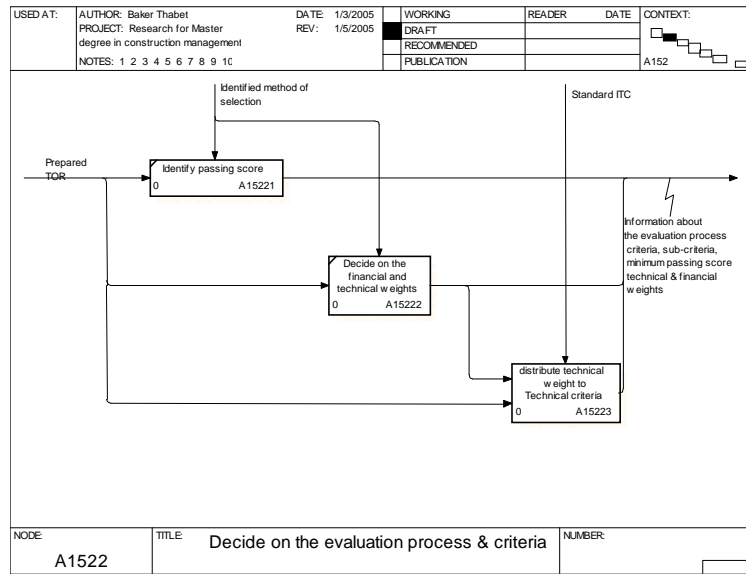 USED AT:
AUTHOR: Baker Thabet
DATE: 1/3/2005
PROJECT: Research for Master
REV: 1/5/2005
degree in construction management
NOTES: 1 2 3 4 5 6 7 8 9 10
WORKING
DRAFT
RECOMMENDED
PUBLICATION
READER DATE
CONTEXT:
A152
Identified method of
selection
Standard ITC
Prepared
TOR
Identify passing score
0 A15221
Information about
the evaluation process
criteria, sub-criteria,
minimum passing score
technical & financial
weights
Decide on the
financial and
technical weights
0 A15222
distribute technical
weight to
Technical criteria
0 A15223
NODE:
A1522
TITLE:
Decide on the evaluation process & criteria
NUMBER: